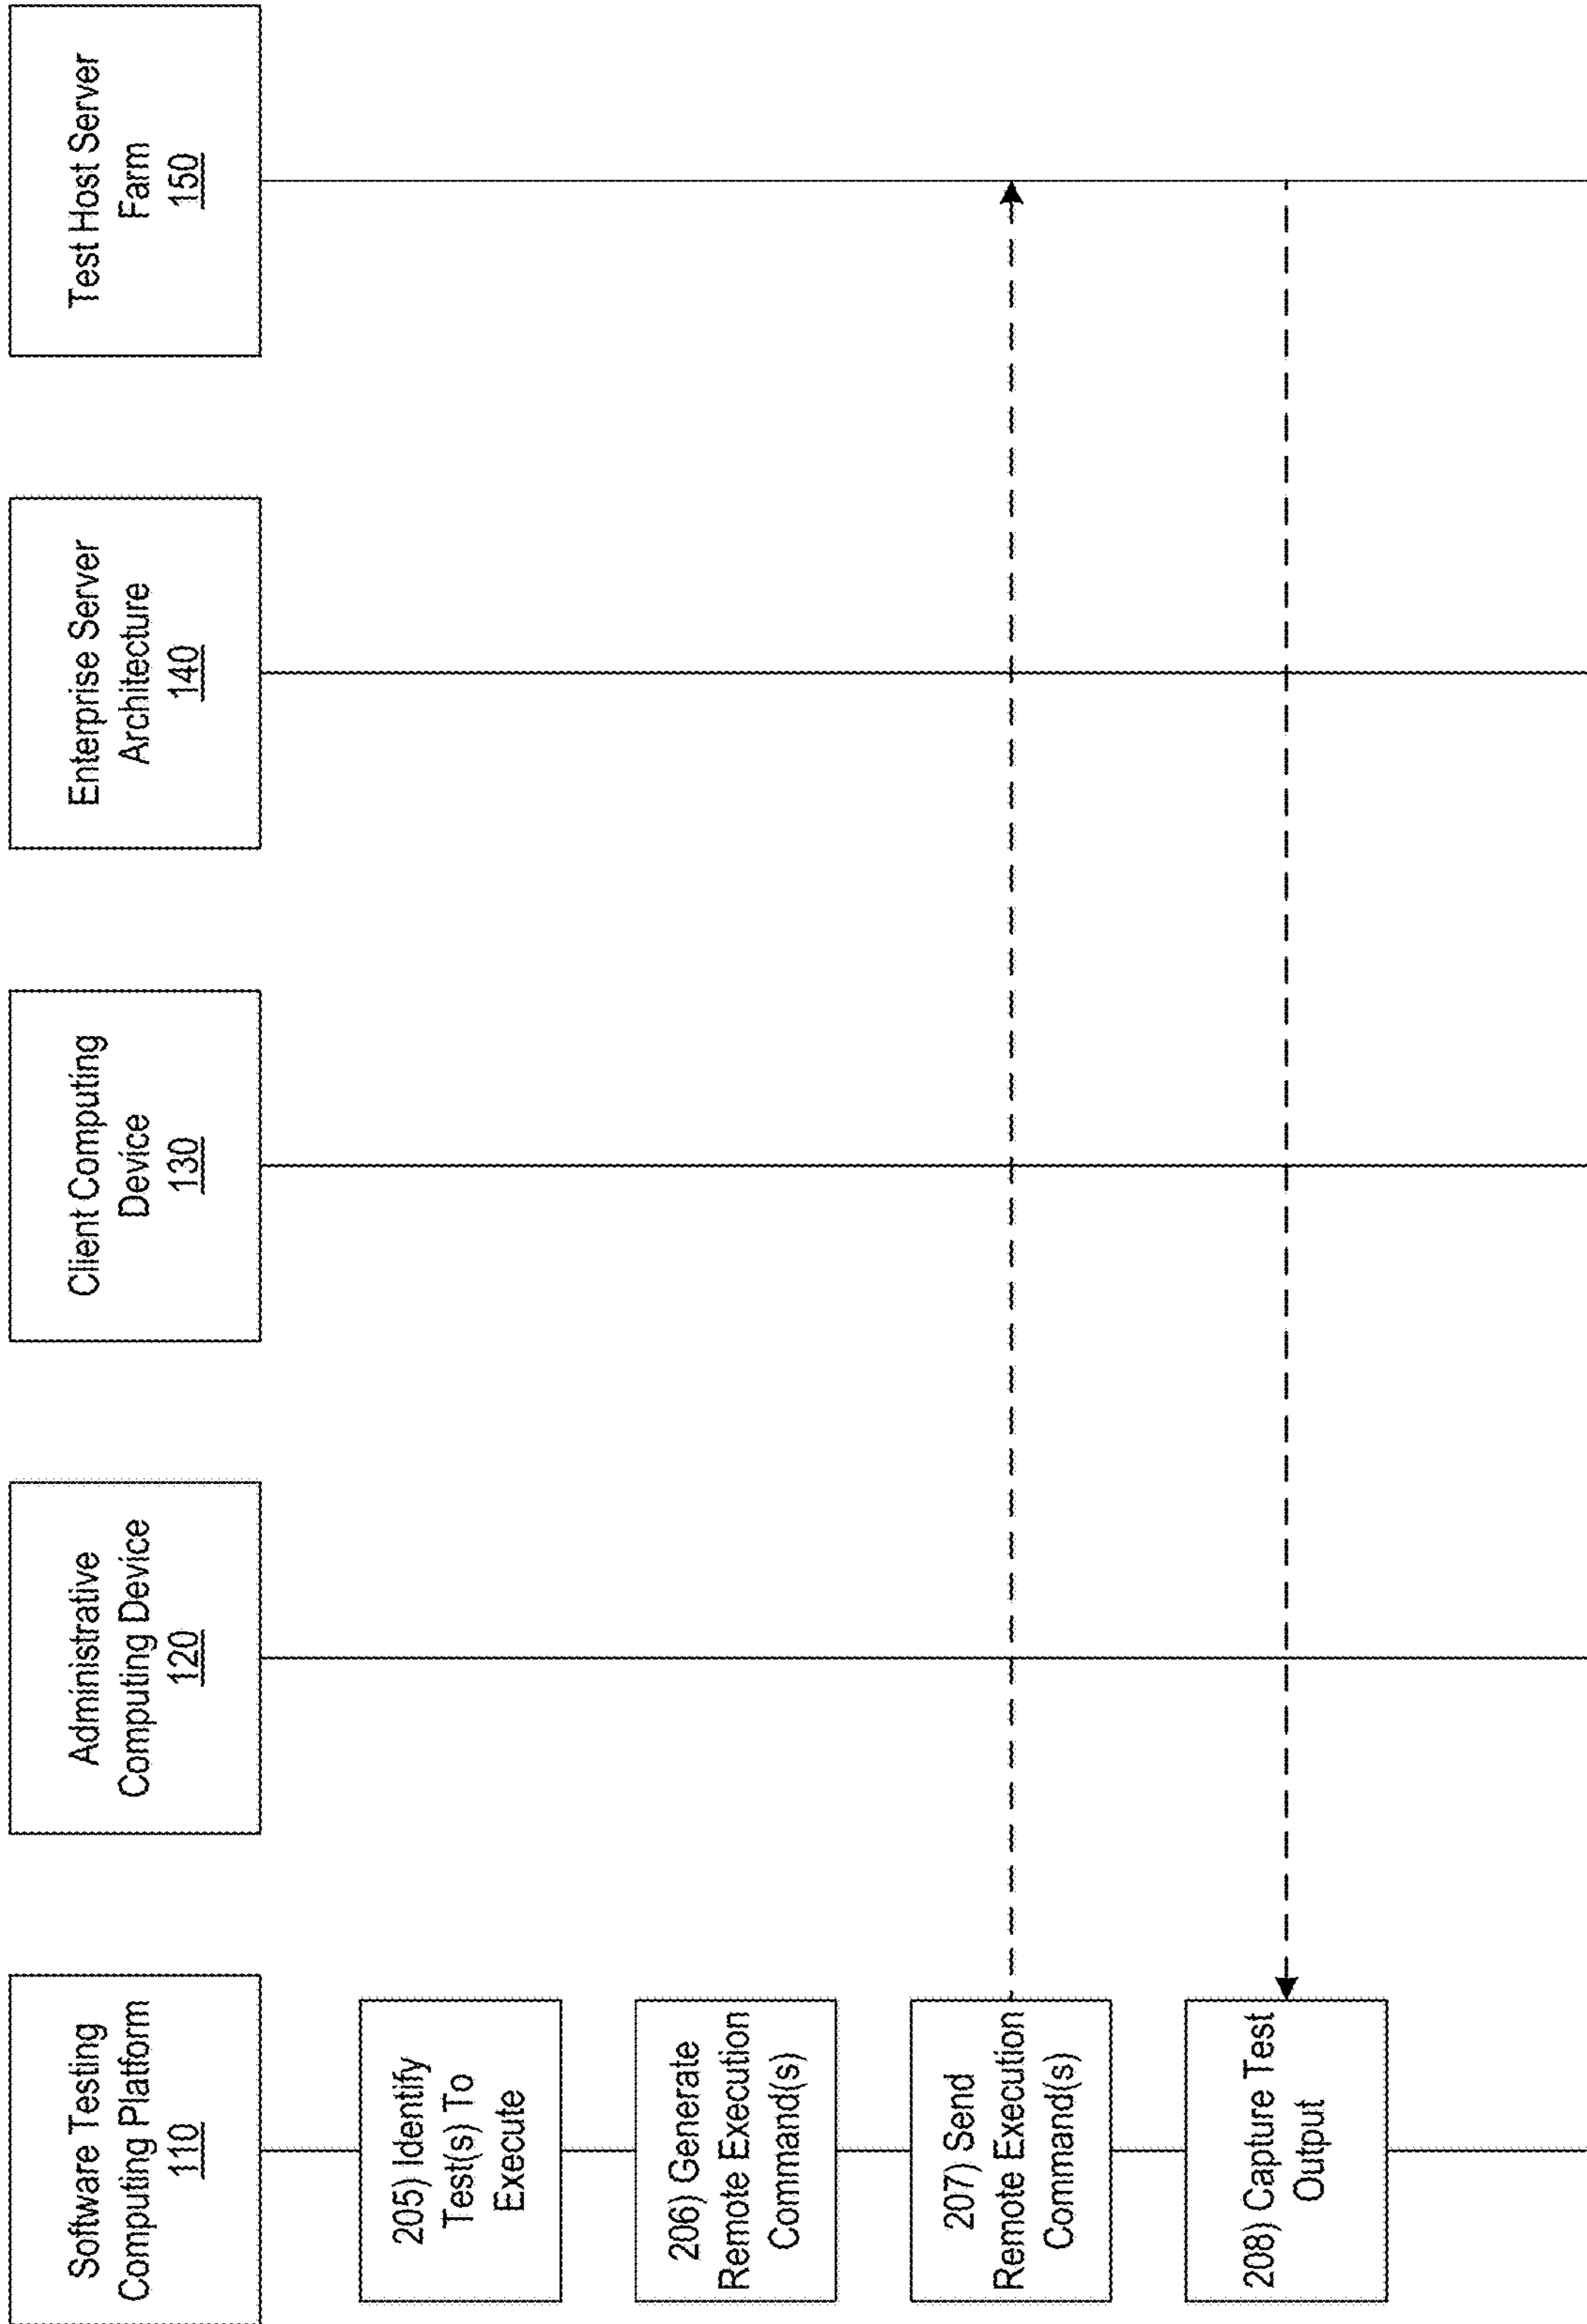 Software Testing
Computing Platform
110
Administrative
Computing Device
120
Client Computing
Device
130
Enterprise Server
Architecture
140
Test Host Server
Farm
150
205) Identify
Test(s) To
Execute
206) Generate
Remote Execution
Command(s)
207) Send
Remote Execution
Command(s)
208) Capture Test
Output